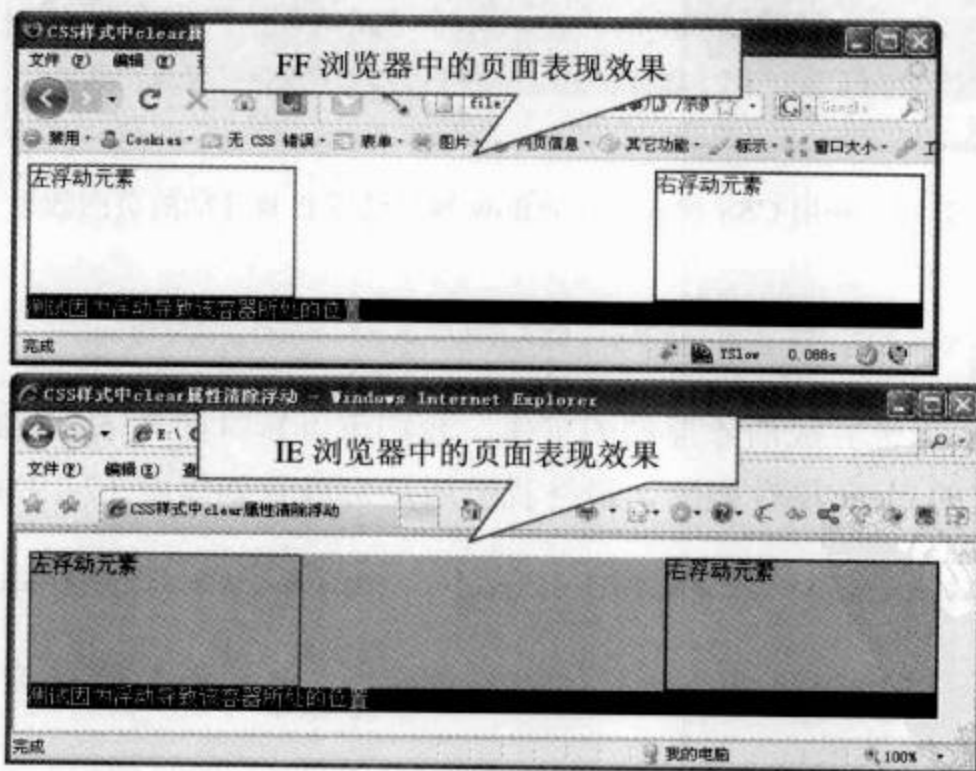 CSS样式中clear
FF 浏览器中的页面表现效果
文件(F) 编辑(E)
file
禁用 Cookies 无 CSS 错误 表单 图片 网页信息 其它功能 标示 窗口大小 工
左浮动元素
右浮动元素
测试因为浮动导致该容器所处的位置
完成
YSlow 0.088s
CSS样式中clear属性清除浮动 - Windows Internet Explorer
E:\
IE 浏览器中的页面表现效果
文件(F) 编辑(E) 查
CSS样式中clear属性清除浮动
左浮动元素
右浮动元素
测试因为浮动导致该容器所处的位置
完成
我的电脑
100%